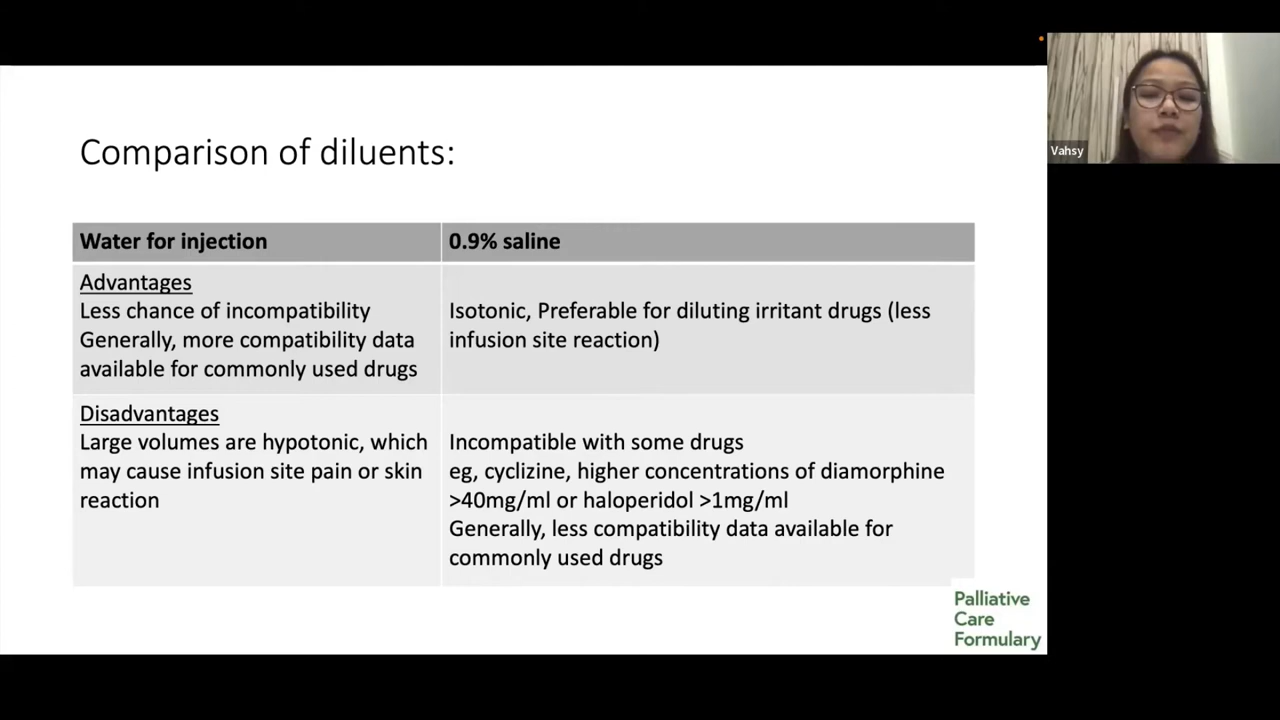 Comparison of diluents:
Water for injection
0.9% saline
Advantages
Less chance of incompatibility
Generally, more compatibility data
available for commonly used drugs
Isotonic, Preferable for diluting irritant drugs (less
infusion site reaction)
Disadvantages
Large volumes are hypotonic, which
may cause infusion site pain or skin
reaction
Incompatible with some drugs
eg, cyclizine, higher concentrations of diamorphine
>40mg/ml or haloperidol >1mg/ml
Generally, less compatibility data available for
commonly used drugs
Palliative
Care
Formulary
Vahsy